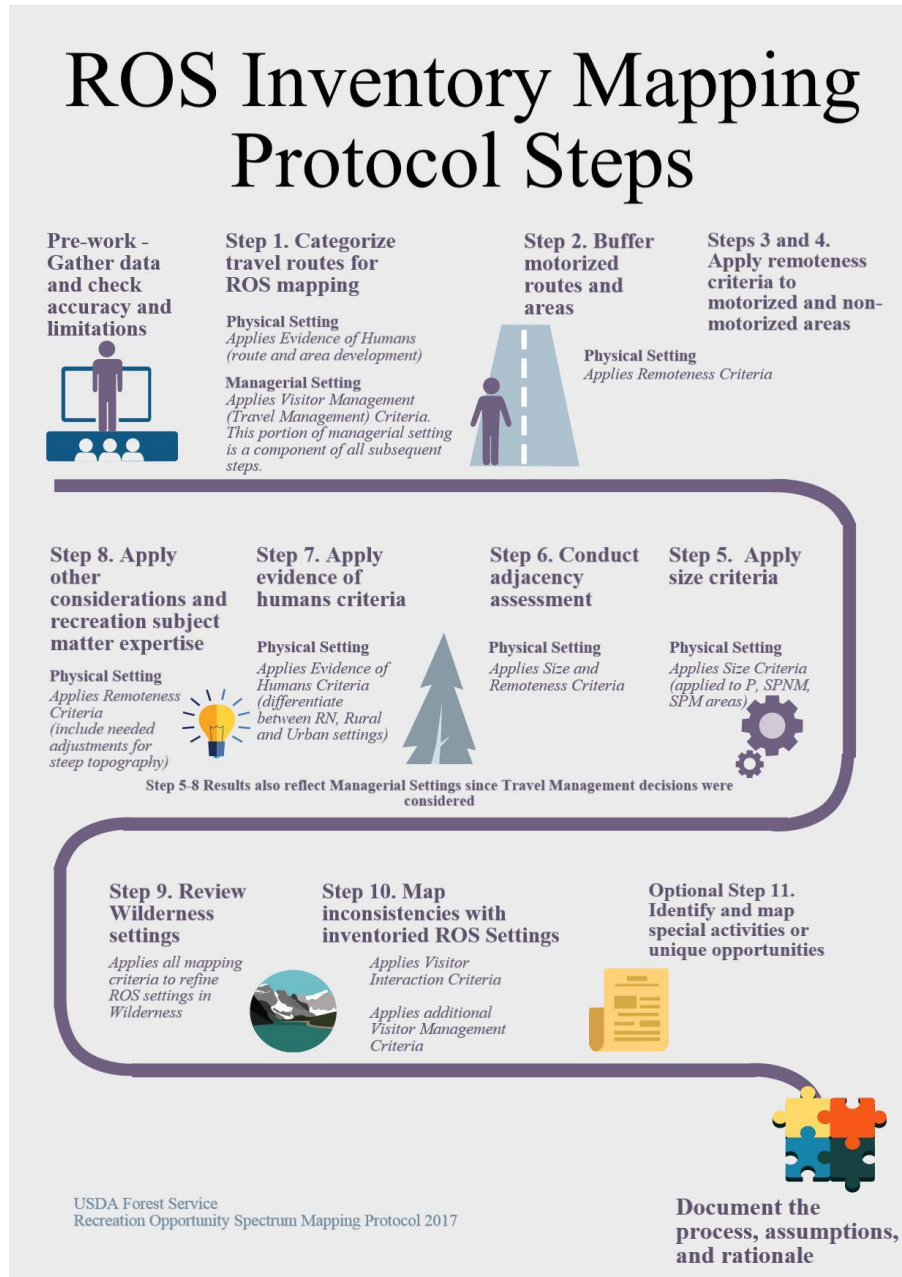 ROS Inventory Mapping
Protocol Steps
Pre-work -
Gather data
and check
accuracy and
limitations
Step 1. Categorize
travel routes for
ROS mapping
Physical Setting
Applies Evidence of Humans
(route and area development)
Managerial Setting
Applies Visitor Management
(Travel Management) Criteria.
This portion of managerial setting
is a component of all subsequent
steps.
Step 2. Buffer
motorized
routes and
areas
Steps 3 and 4.
Apply remoteness
criteria to
motorized and non-
motorized areas
Physical Setting
Applies Remoteness Criteria
Step 5. Apply
size criteria
Physical Setting
Applies Size Criteria
(applied to P, SPNM,
SPM areas)
Step 6. Conduct
adjacency
assessment
Physical Setting
Applies Size and
Remoteness Criteria
Step 7. Apply
evidence of
humans criteria
Physical Setting
Applies Evidence of
Humans Criteria
(differentiate
between RN, Rural
and Urban settings)
Step 8. Apply
other
considerations and
recreation subject
matter expertise
Physical Setting
Applies Remoteness
Criteria
(include needed
adjustments for
steep topography)
Step 5-8 Results also reflect Managerial Settings since Travel Management decisions were
considered
Step 9. Review
Wilderness
settings
Applies all mapping
criteria to refine
ROS settings in
Wilderness
Step 10. Map
inconsistencies with
inventoried ROS Settings
Applies Visitor
Interaction Criteria
Applies additional
Visitor Management
Criteria
Optional Step 11.
Identify and map
special activities or
unique opportunities
Document the
process, assumptions,
and rationale
USDA Forest Service
Recreation Opportunity Spectrum Mapping Protocol 2017